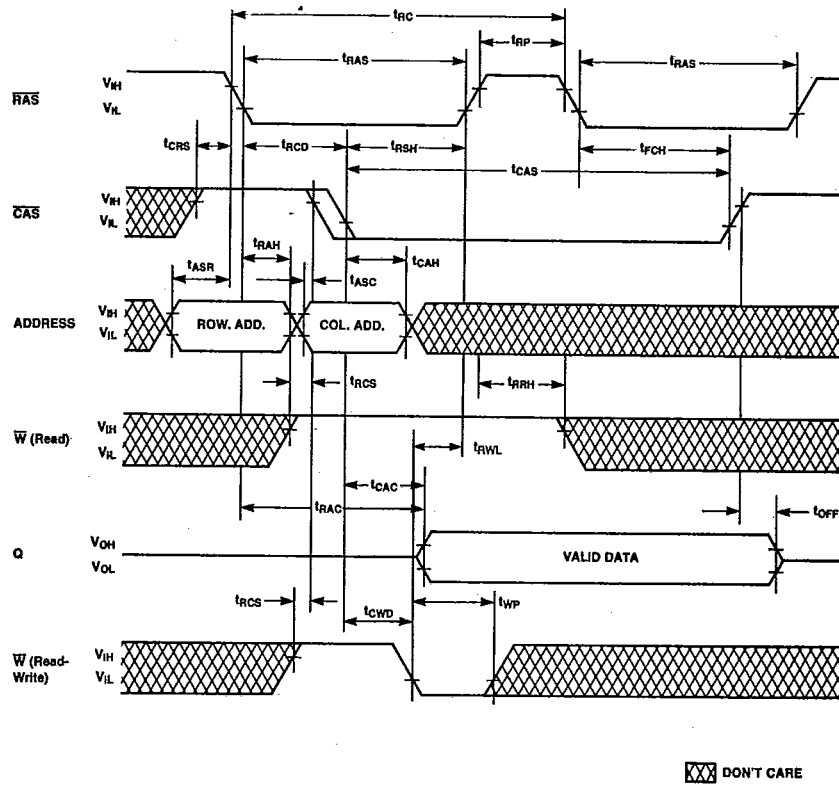 tRC
tRP
tRAS
tRAS
RAS
VIH
VIL
tCRS
tRCD
tRSH
tFCH
tCAS
CAS
VIH
VIL
tASR
tRAH
tASC
tCAH
ADDRESS
VIH
VIL
ROW. ADD.
COL. ADD.
tRCS
tRRH
W (Read)
VIH
VIL
tRWL
tCAC
tRAC
tOFF
Q
VOH
VOL
VALID DATA
tRCS
tCWD
tWP
W (Read-
Write)
VIH
VIL
DON'T CARE